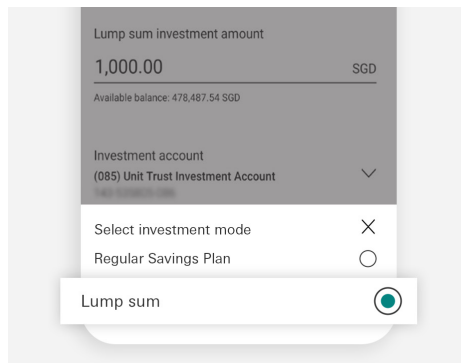 Lump sum investment amount
1,000.00 SGD
Available balance: 478,487.54 SGD
Investment account
(085) Unit Trust Investment Account
Select investment mode
Regular Savings Plan
Lump sum